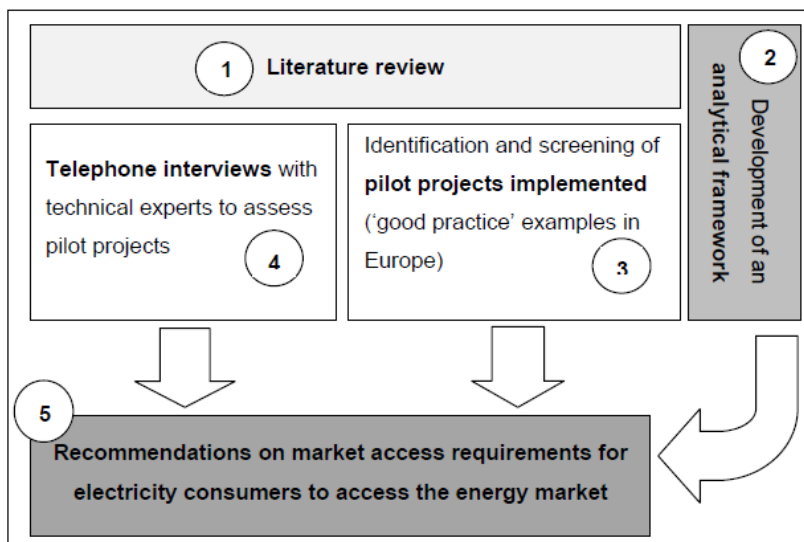 1
Literature review
2
Development of an
analytical framework
Telephone interviews with
technical experts to assess
pilot projects
4
Identification and screening of
pilot projects implemented
(‘good practice’ examples in
Europe)
3
5
Recommendations on market access requirements for
electricity consumers to access the energy market